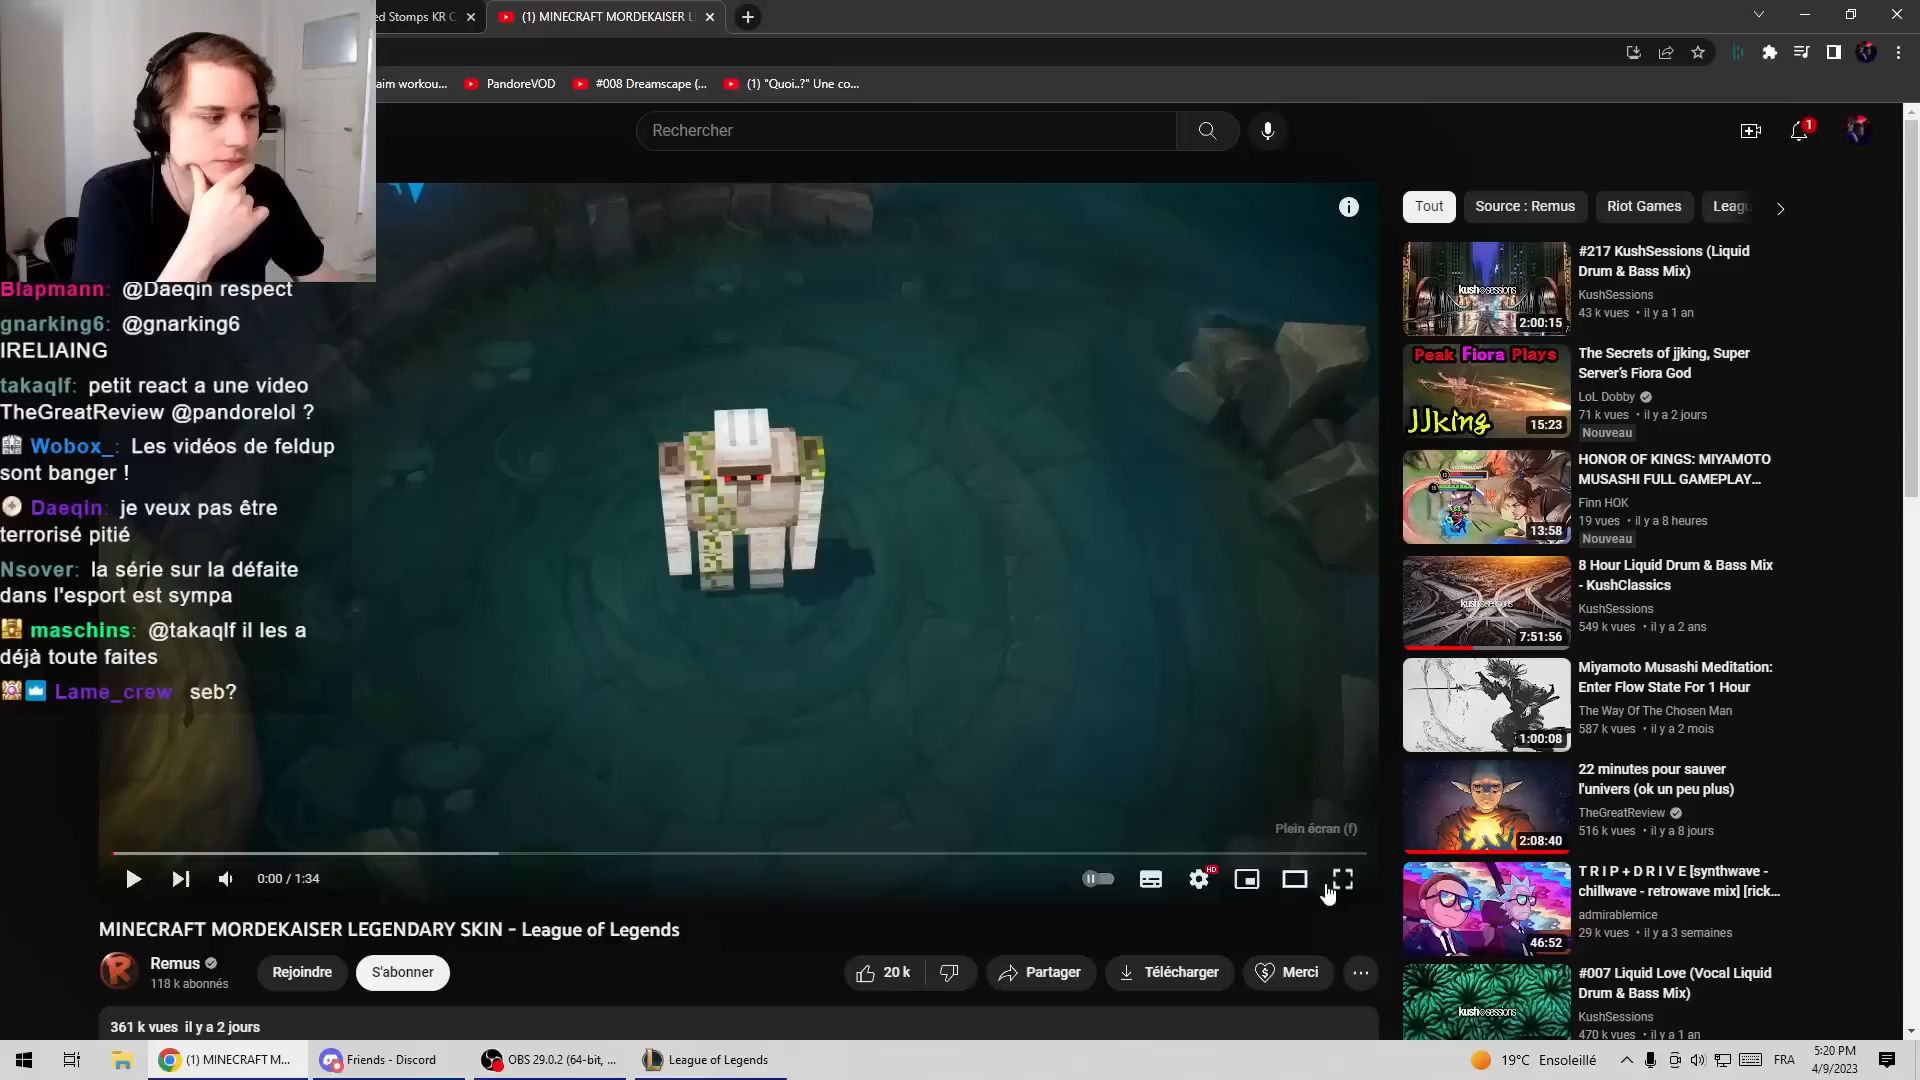 ed Stomps KR C
(1) MINECRAFT MORDEKAISER L
aim workou...
PandoreVOD
#008 Dreamscape (...
(1) "Quoi..?" Une co...
Rechercher
1
Blapmann: @Daeqin respect
gnarking6: @gnarking6
IRELIAING
takaqlf: petit react a une video
TheGreatReview @pandorelol ?
Wobox_: Les vidéos de feldup
sont banger !
Daeqin: je veux pas être
terrorisé pitié
Nsover: la série sur la défaite
dans l'esport est sympa
maschins: @takaqlf il les a
déjà toute faites
Lame_crew seb?
Plein écran (f)
0:00 / 1:34
HD
MINECRAFT MORDEKAISER LEGENDARY SKIN - League of Legends
Remus
118 k abonnés
Rejoindre
S'abonner
20 k
Partager
Télécharger
Merci
361 k vues il y a 2 jours
Tout
Source : Remus
Riot Games
Leagu
kush sessions
2:00:15
#217 KushSessions (Liquid
Drum & Bass Mix)
KushSessions
43 k vues • il y a 1 an
Peak Fiora Plays
JJking
15:23
The Secrets of jjking, Super
Server's Fiora God
LoL Dobby
71 k vues • il y a 2 jours
Nouveau
13:58
HONOR OF KINGS: MIYAMOTO
MUSASHI FULL GAMEPLAY...
Finn HOK
19 vues • il y a 8 heures
Nouveau
kush sessions
7:51:56
8 Hour Liquid Drum & Bass Mix
- KushClassics
KushSessions
549 k vues • il y a 2 ans
1:00:08
Miyamoto Musashi Meditation:
Enter Flow State For 1 Hour
The Way Of The Chosen Man
587 k vues • il y a 2 mois
2:08:40
22 minutes pour sauver
l'univers (ok un peu plus)
TheGreatReview
516 k vues • il y a 8 jours
46:52
T R I P + D R I V E [synthwave -
chillwave - retrowave mix] [rick...
admirablemice
29 k vues • il y a 3 semaines
kush sessions
#007 Liquid Love (Vocal Liquid
Drum & Bass Mix)
KushSessions
470 k vues • il y a 1 an
(1) MINECRAFT M...
Friends - Discord
OBS 29.0.2 (64-bit, ...
League of Legends
19°C Ensoleillé
FRA
5:20 PM
4/9/2023